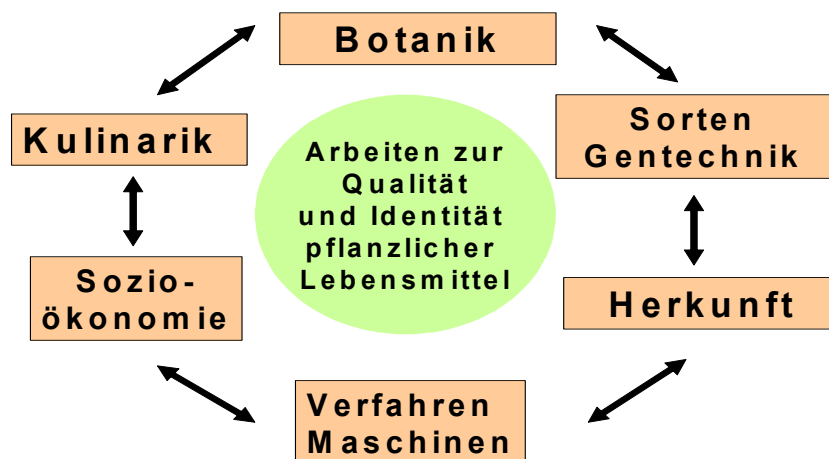 Botanik
Kulinarik
Sorten
Gentechnik
Arbeiten zur
Qualität
und Identität
pflanzlicher
Lebensmittel
Sozio-
ökonomie
Herkunft
Verfahren
Maschinen